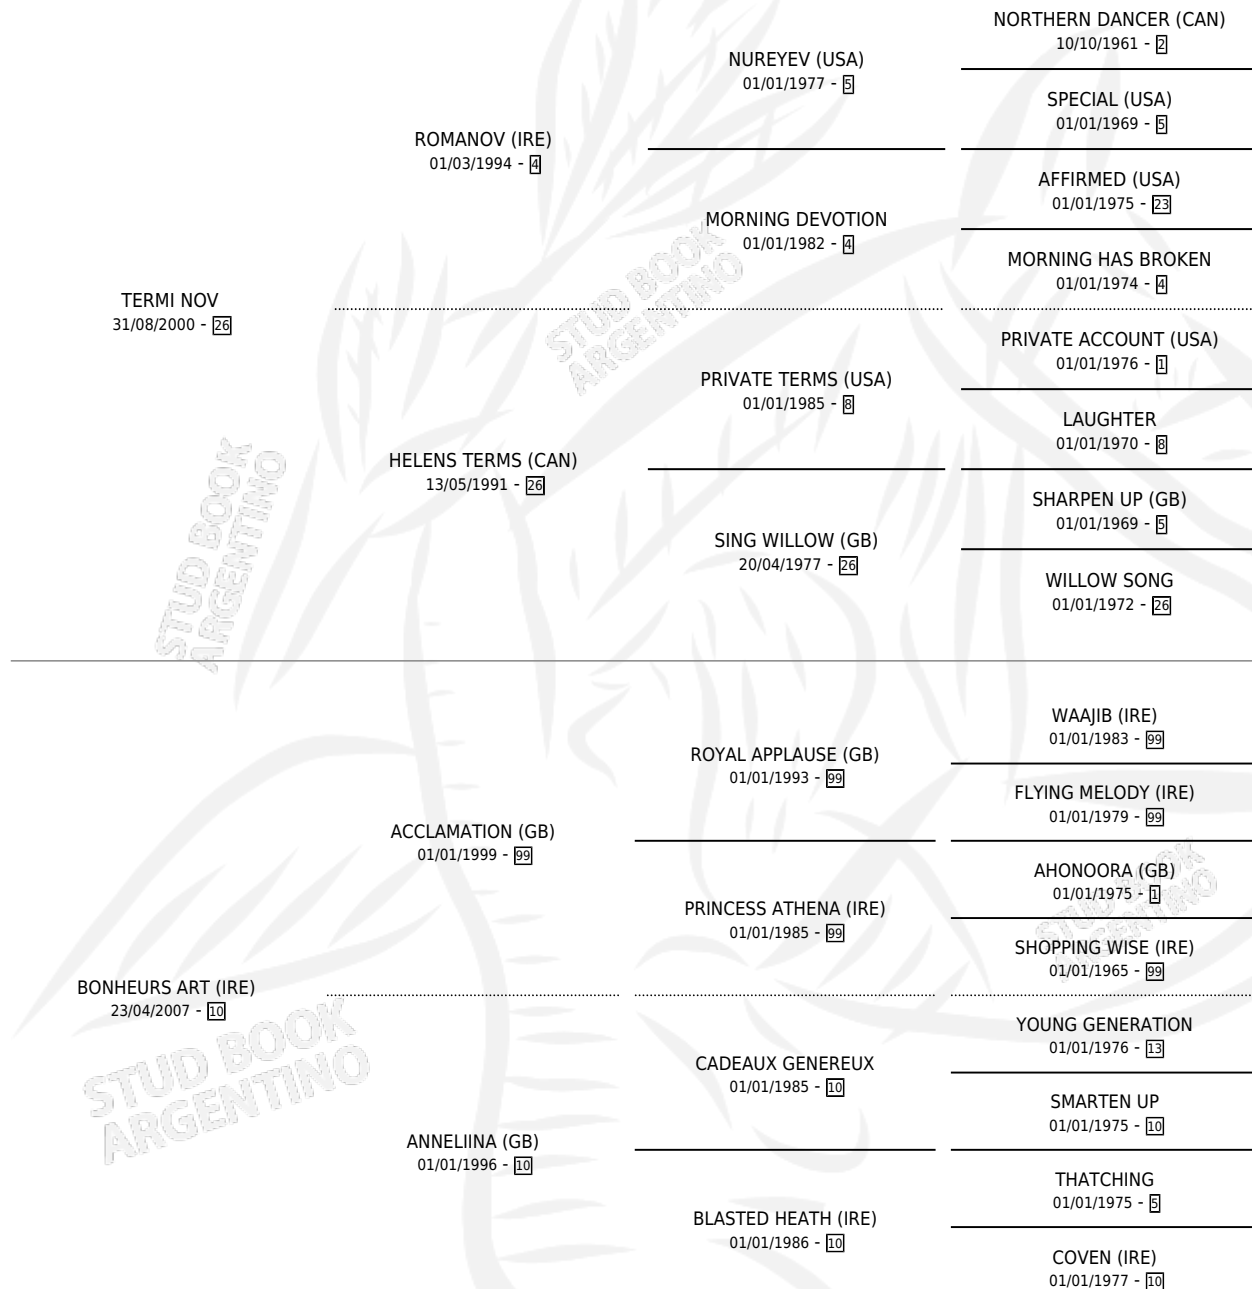 NORTHERN DANCER (CAN)
10/10/1961 - 2
NUREYEV (USA)
01/01/1977 - 5
SPECIAL (USA)
01/01/1969 - 5
ROMANOV (IRE)
01/03/1994 - 4
AFFIRMED (USA)
01/01/1975 - 23
MORNING DEVOTION
01/01/1982 - 4
MORNING HAS BROKEN
01/01/1974 - 4
TERMI NOV
31/08/2000 - 26
PRIVATE ACCOUNT (USA)
01/01/1976 - 1
PRIVATE TERMS (USA)
01/01/1985 - 8
LAUGHTER
01/01/1970 - 8
HELENS TERMS (CAN)
13/05/1991 - 26
SHARPEN UP (GB)
01/01/1969 - 5
SING WILLOW (GB)
20/04/1977 - 26
WILLOW SONG
01/01/1972 - 26
WAAJIB (IRE)
01/01/1983 - 99
ROYAL APPLAUSE (GB)
01/01/1993 - 99
FLYING MELODY (IRE)
01/01/1979 - 99
ACCLAMATION (GB)
01/01/1999 - 99
AHONOORA (GB)
01/01/1975 - 1
PRINCESS ATHENA (IRE)
01/01/1985 - 99
SHOPPING WISE (IRE)
01/01/1965 - 99
BONHEURS ART (IRE)
23/04/2007 - 10
YOUNG GENERATION
01/01/1976 - 13
CADEAUX GENEREUX
01/01/1985 - 10
SMARTEN UP
01/01/1975 - 10
ANNELIINA (GB)
01/01/1996 - 10
THATCHING
01/01/1975 - 5
BLASTED HEATH (IRE)
01/01/1986 - 10
COVEN (IRE)
01/01/1977 - 10
STUD BOOK
ARGENTINO
STUD BOOK
ARGENTINO
STUD BOOK
ARGENTINO
STUD BOOK
ARGENTINO